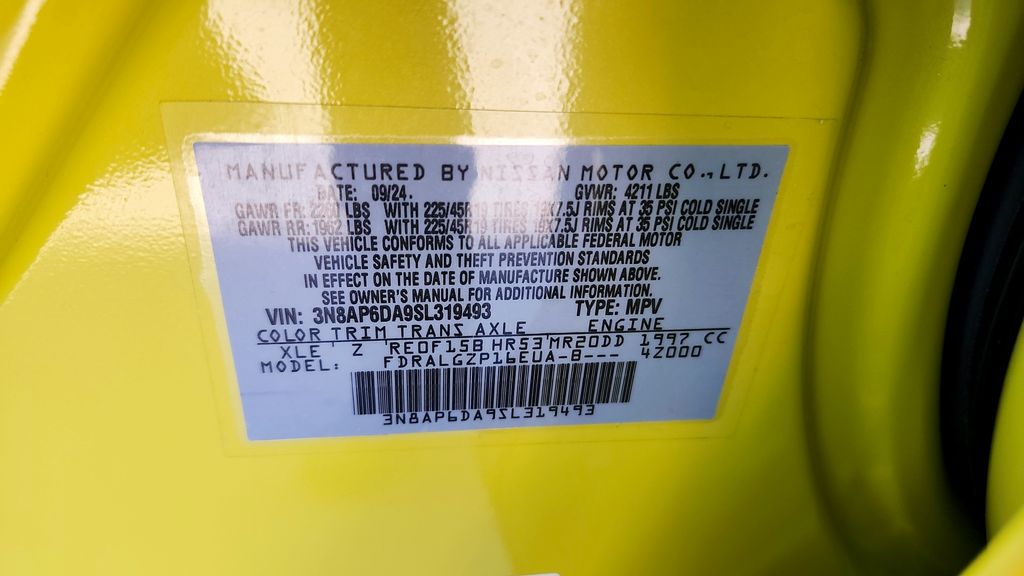 MANUFACTURED BY NISSAN MOTOR CO.,LTD.
DATE: 09/24. GVWR: 4211 LBS
GAWR FR: LBS WITH 225/45R19 TIRES 19X7.5J RIMS AT 35 PSI COLD SINGLE
GAWR RR: 1962 LBS WITH 225/45R19 TIRES 19X7.5J RIMS AT 35 PSI COLD SINGLE
THIS VEHICLE CONFORMS TO ALL APPLICABLE FEDERAL MOTOR
VEHICLE SAFETY AND THEFT PREVENTION STANDARDS
IN EFFECT ON THE DATE OF MANUFACTURE SHOWN ABOVE.
SEE OWNER'S MANUAL FOR ADDITIONAL INFORMATION.
VIN: 3N8AP6DA9SL319493 TYPE: MPV
COLOR TRIM TRANS AXLE ENGINE
XLE Z RE0F15B HR53 MR20DD 1997 CC
MODEL: FDRALGZP16EUA-B--- 4Z000
3N8AP6DA9SL319493